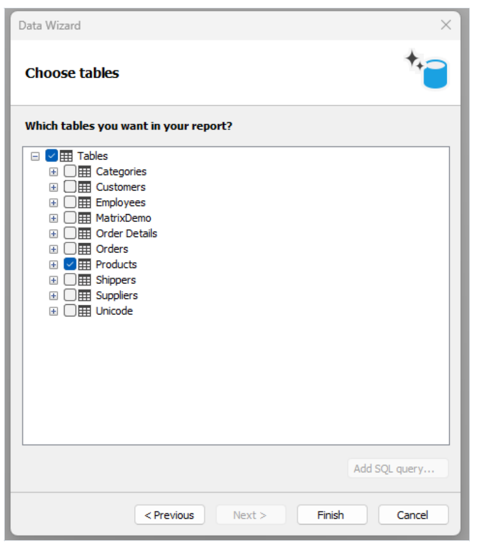 Data Wizard
Choose tables
Which tables you want in your report?
Tables
Categories
Customers
Employees
MatrixDemo
Order Details
Orders
Products
Shippers
Suppliers
Unicode
Add SQL query...
< Previous Next > Finish Cancel